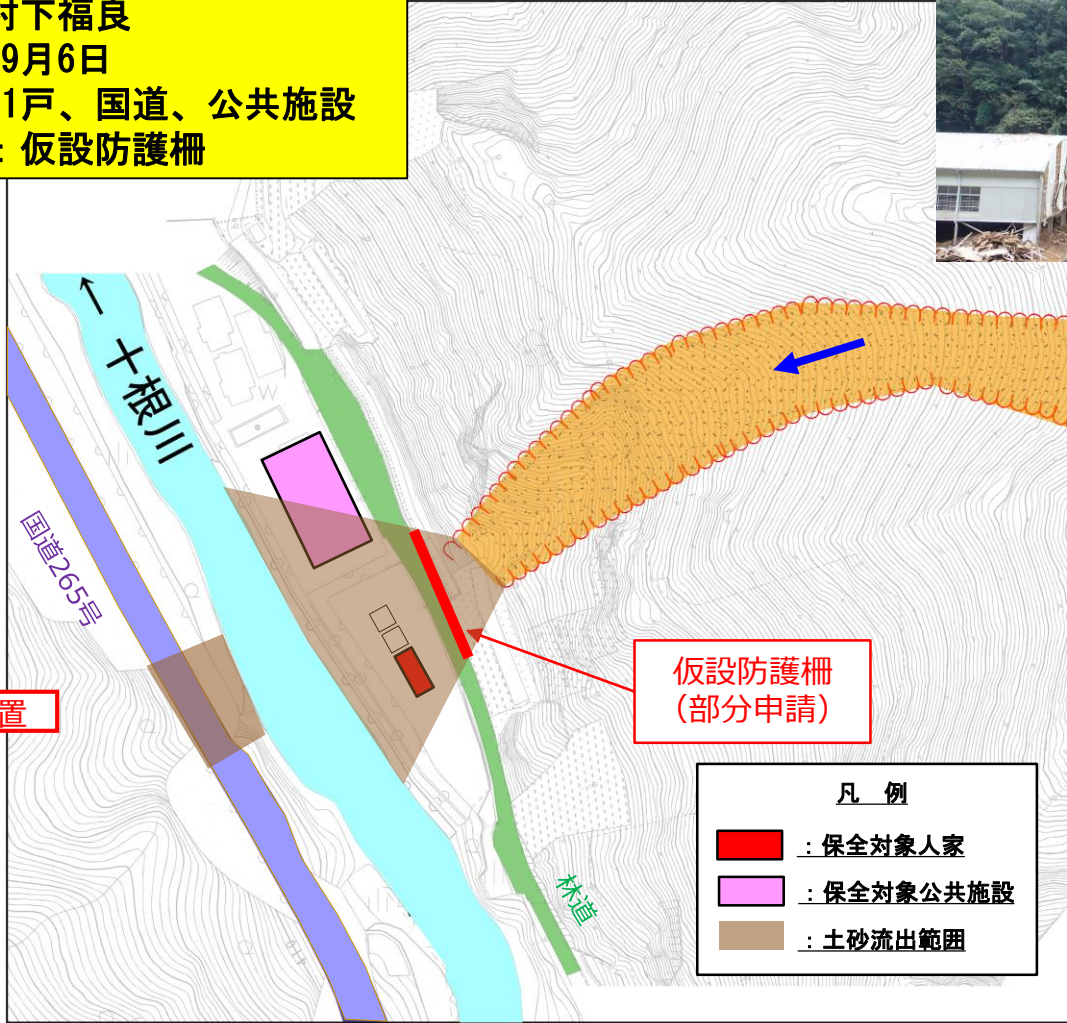 村下福良
9月6日
1戸、国道、公共施設
：仮設防護柵
←十根川
国道265号
置
仮設防護柵
（部分申請）
林道
凡　例
：保全対象人家
：保全対象公共施設
：土砂流出範囲